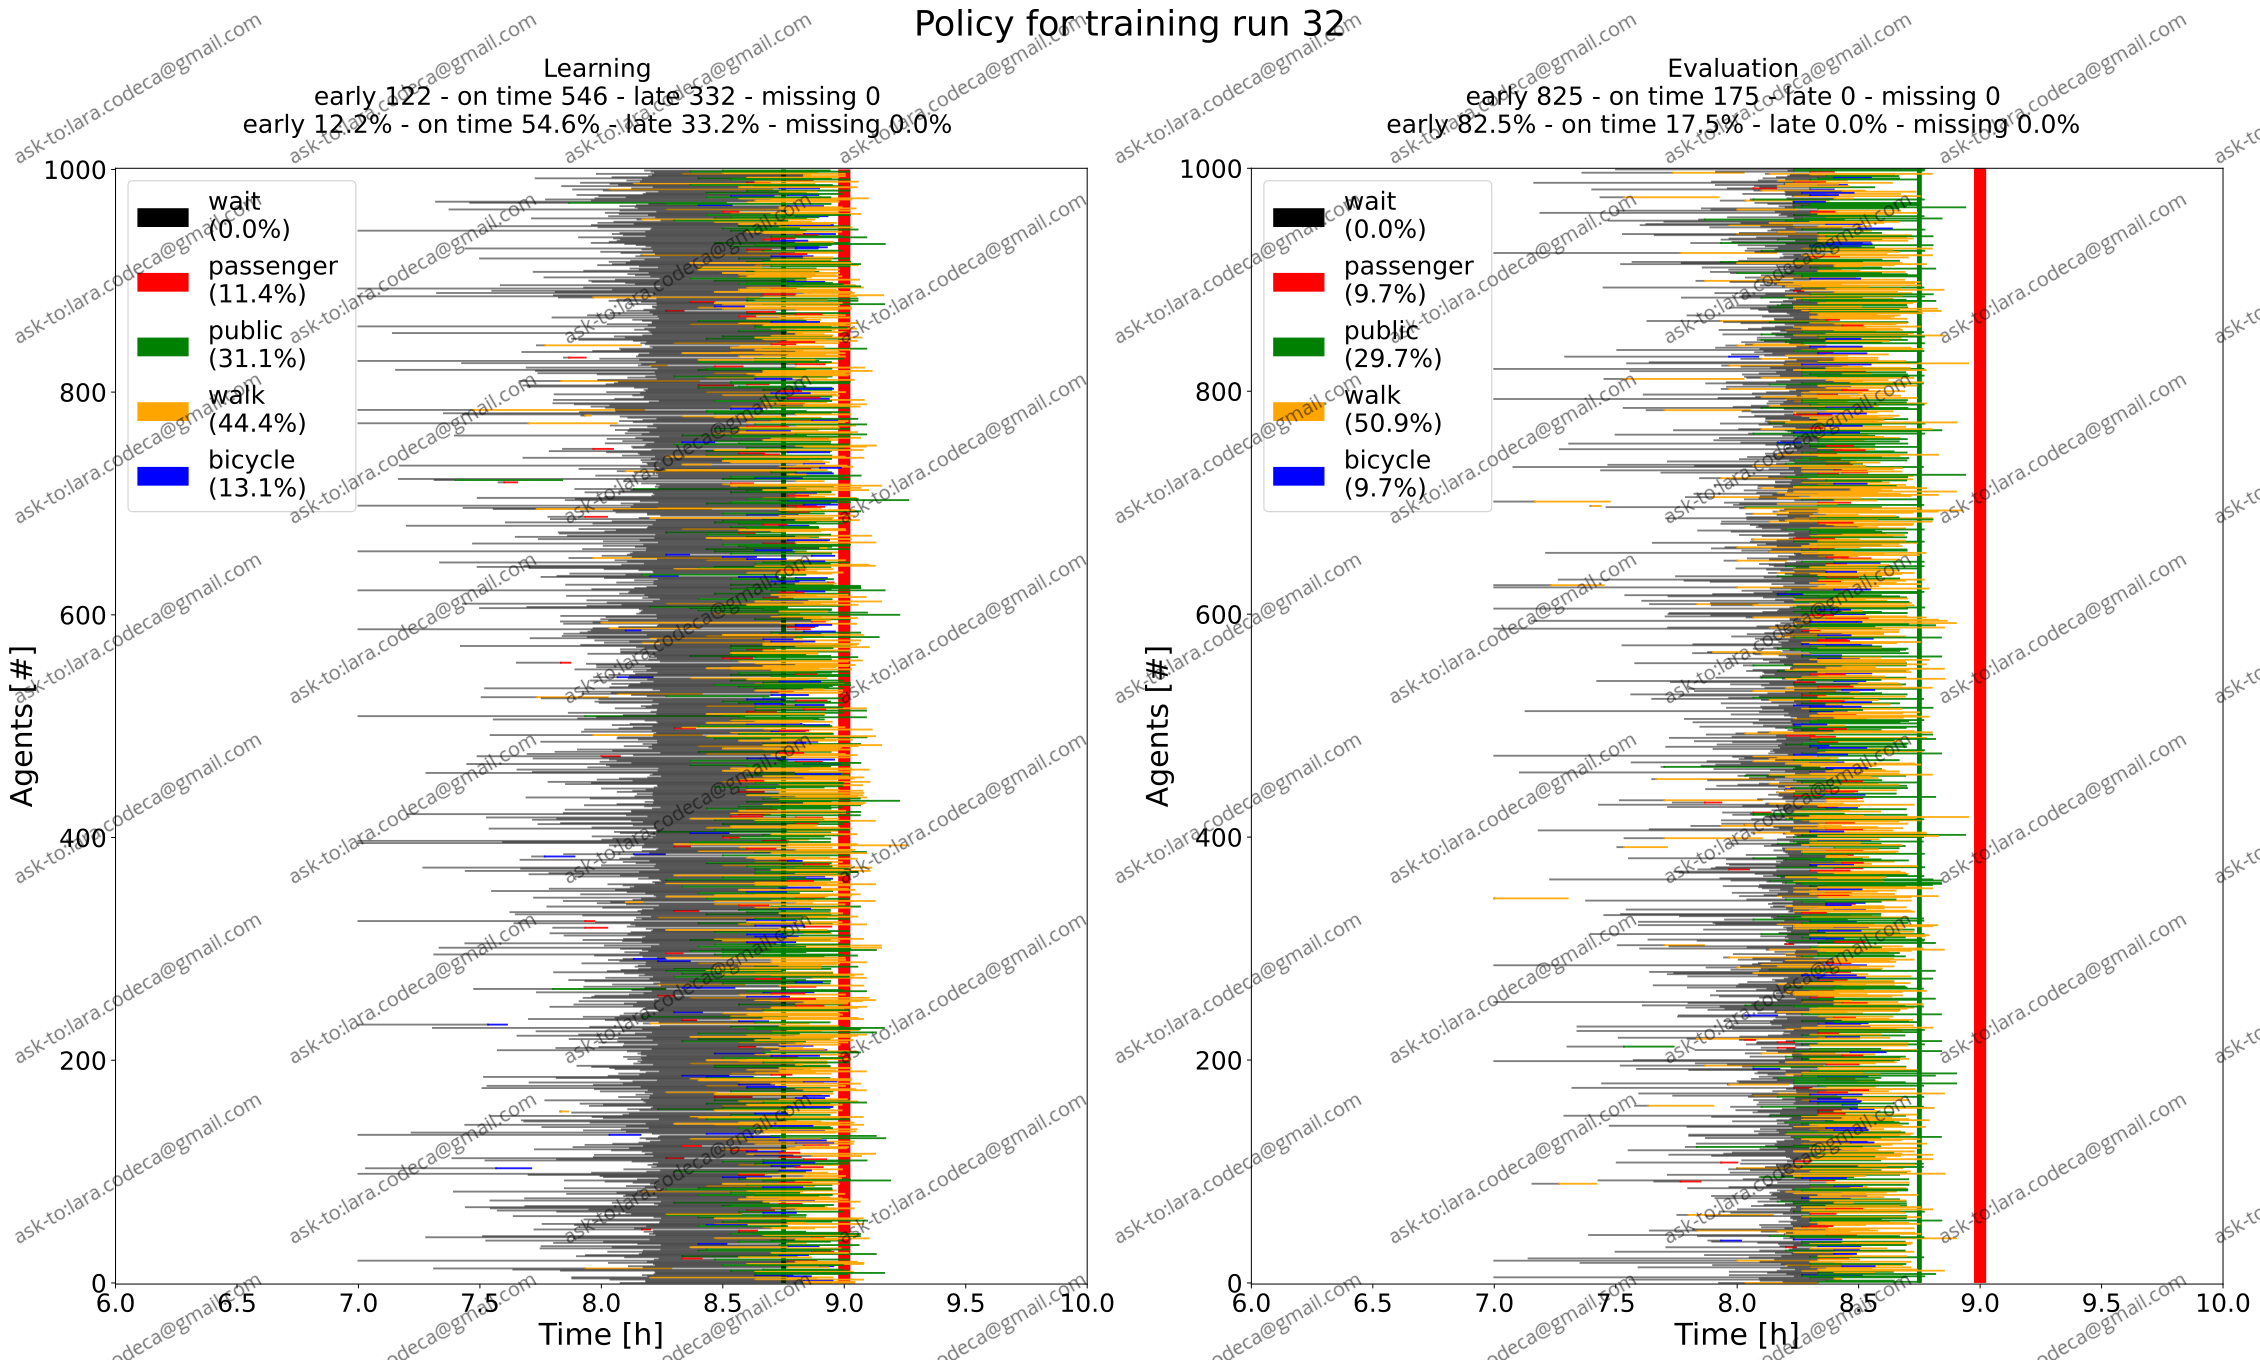 Policy for training run 32
Learning
early 122 - on time 546 - late 332 - missing 0
early 12.2% - on time 54.6% - late 33.2% - missing 0.0%
1000
800
600
400
200
0
Agents [#]
wait
(0.0%)
passenger
(11.4%)
public
(31.1%)
walk
(44.4%)
bicycle
(13.1%)
6.0 6.5 7.0 7.5 8.0 8.5 9.0 9.5 10.0
Time [h]
Evaluation
early 825 - on time 175 - late 0 - missing 0
early 82.5% - on time 17.5% - late 0.0% - missing 0.0%
1000
800
600
400
200
0
Agents [#]
wait
(0.0%)
passenger
(9.7%)
public
(29.7%)
walk
(50.9%)
bicycle
(9.7%)
6.0 6.5 7.0 7.5 8.0 8.5 9.0 9.5 10.0
Time [h]
ask-to:lara.codeca@gmail.com